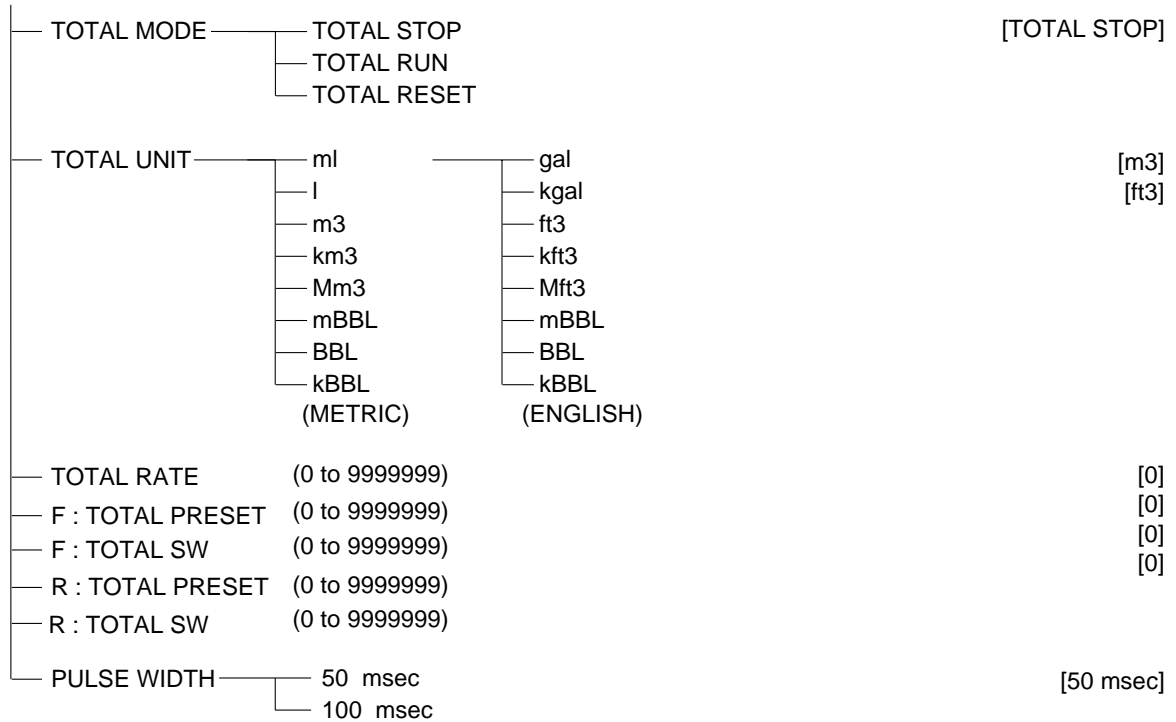 TOTAL MODE TOTAL STOP [TOTAL STOP]
TOTAL RUN
TOTAL RESET
TOTAL UNIT ml gal [m3]
l kgal [ft3]
m3 ft3
km3 kft3
Mm3 Mft3
mBBL mBBL
BBL BBL
kBBL kBBL
(METRIC) (ENGLISH)
TOTAL RATE (0 to 9999999) [0]
F : TOTAL PRESET (0 to 9999999) [0]
F : TOTAL SW (0 to 9999999) [0]
R : TOTAL PRESET (0 to 9999999) [0]
R : TOTAL SW (0 to 9999999)
PULSE WIDTH 50 msec [50 msec]
100 msec